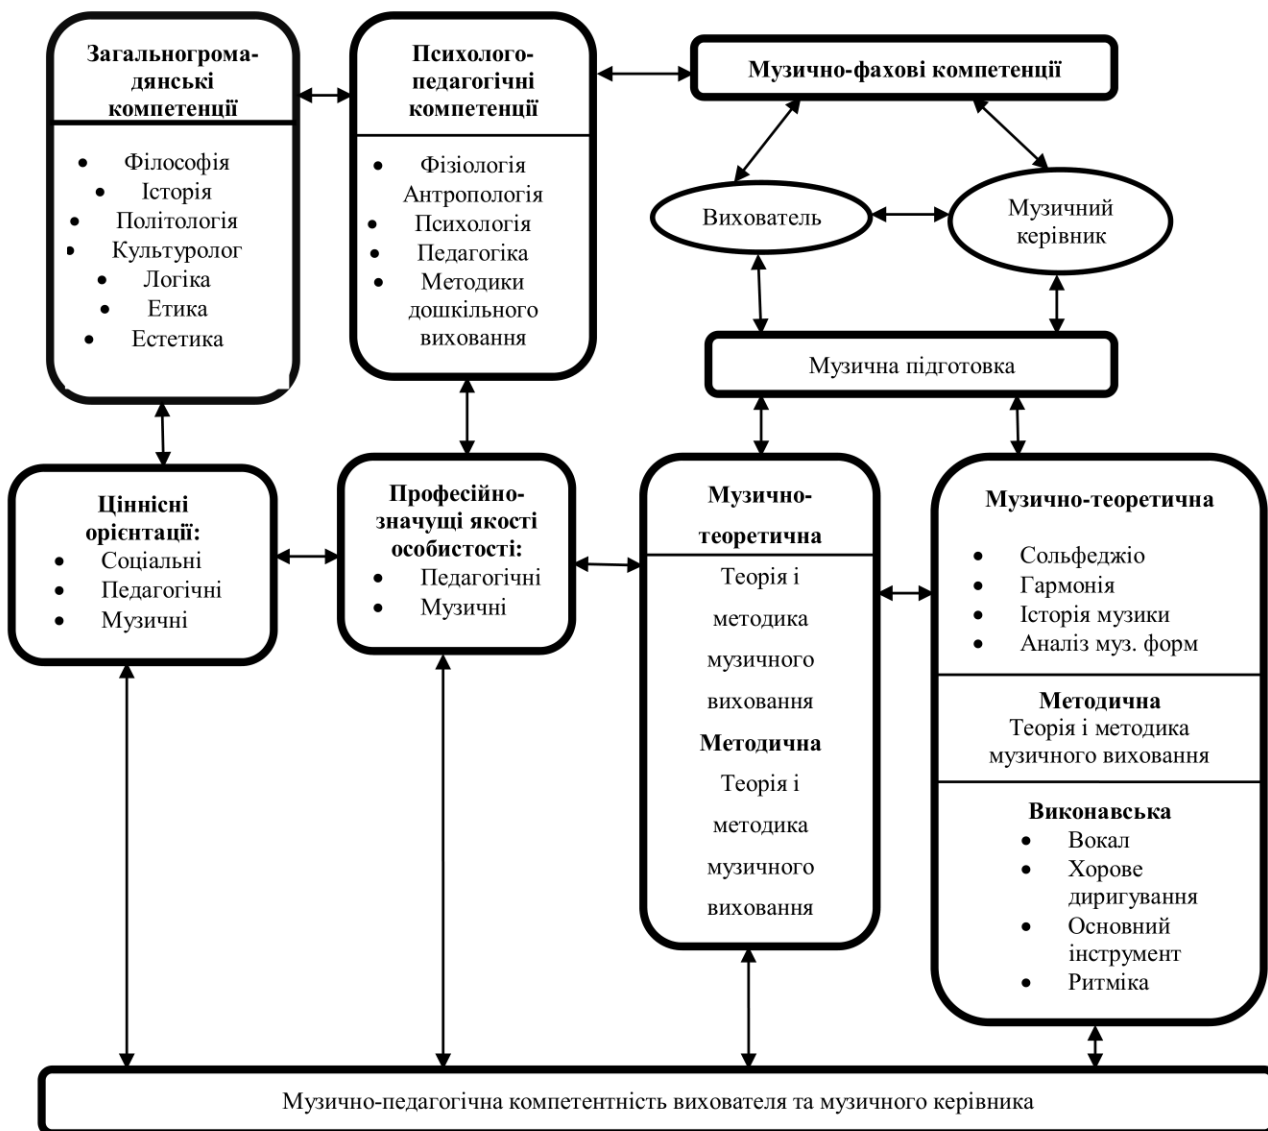 Загальногрома-
дянські
компетенції
• Філософія
• Історія
• Політологія
• Культуролог
• Логіка
• Етика
• Естетика
Психолого-
педагогічні
компетенції
• Фізіологія
Антропологія
• Психологія
• Педагогіка
• Методики
дошкільного
виховання
Музично-фахові компетенції
Вихователь
Музичний
керівник
Музична підготовка
Ціннісні
орієнтації:
• Соціальні
• Педагогічні
• Музичні
Професійно-
значущі якості
особистості:
• Педагогічні
• Музичні
Музично-
теоретична
Теорія і
методика
музичного
виховання
Методична
Теорія і
методика
музичного
виховання
Музично-теоретична
• Сольфеджіо
• Гармонія
• Історія музики
• Аналіз муз. форм
Методична
Теорія і методика
музичного виховання
Виконавська
• Вокал
• Хорове
диригування
• Основний
інструмент
• Ритміка
Музично-педагогічна компетентність вихователя та музичного керівника